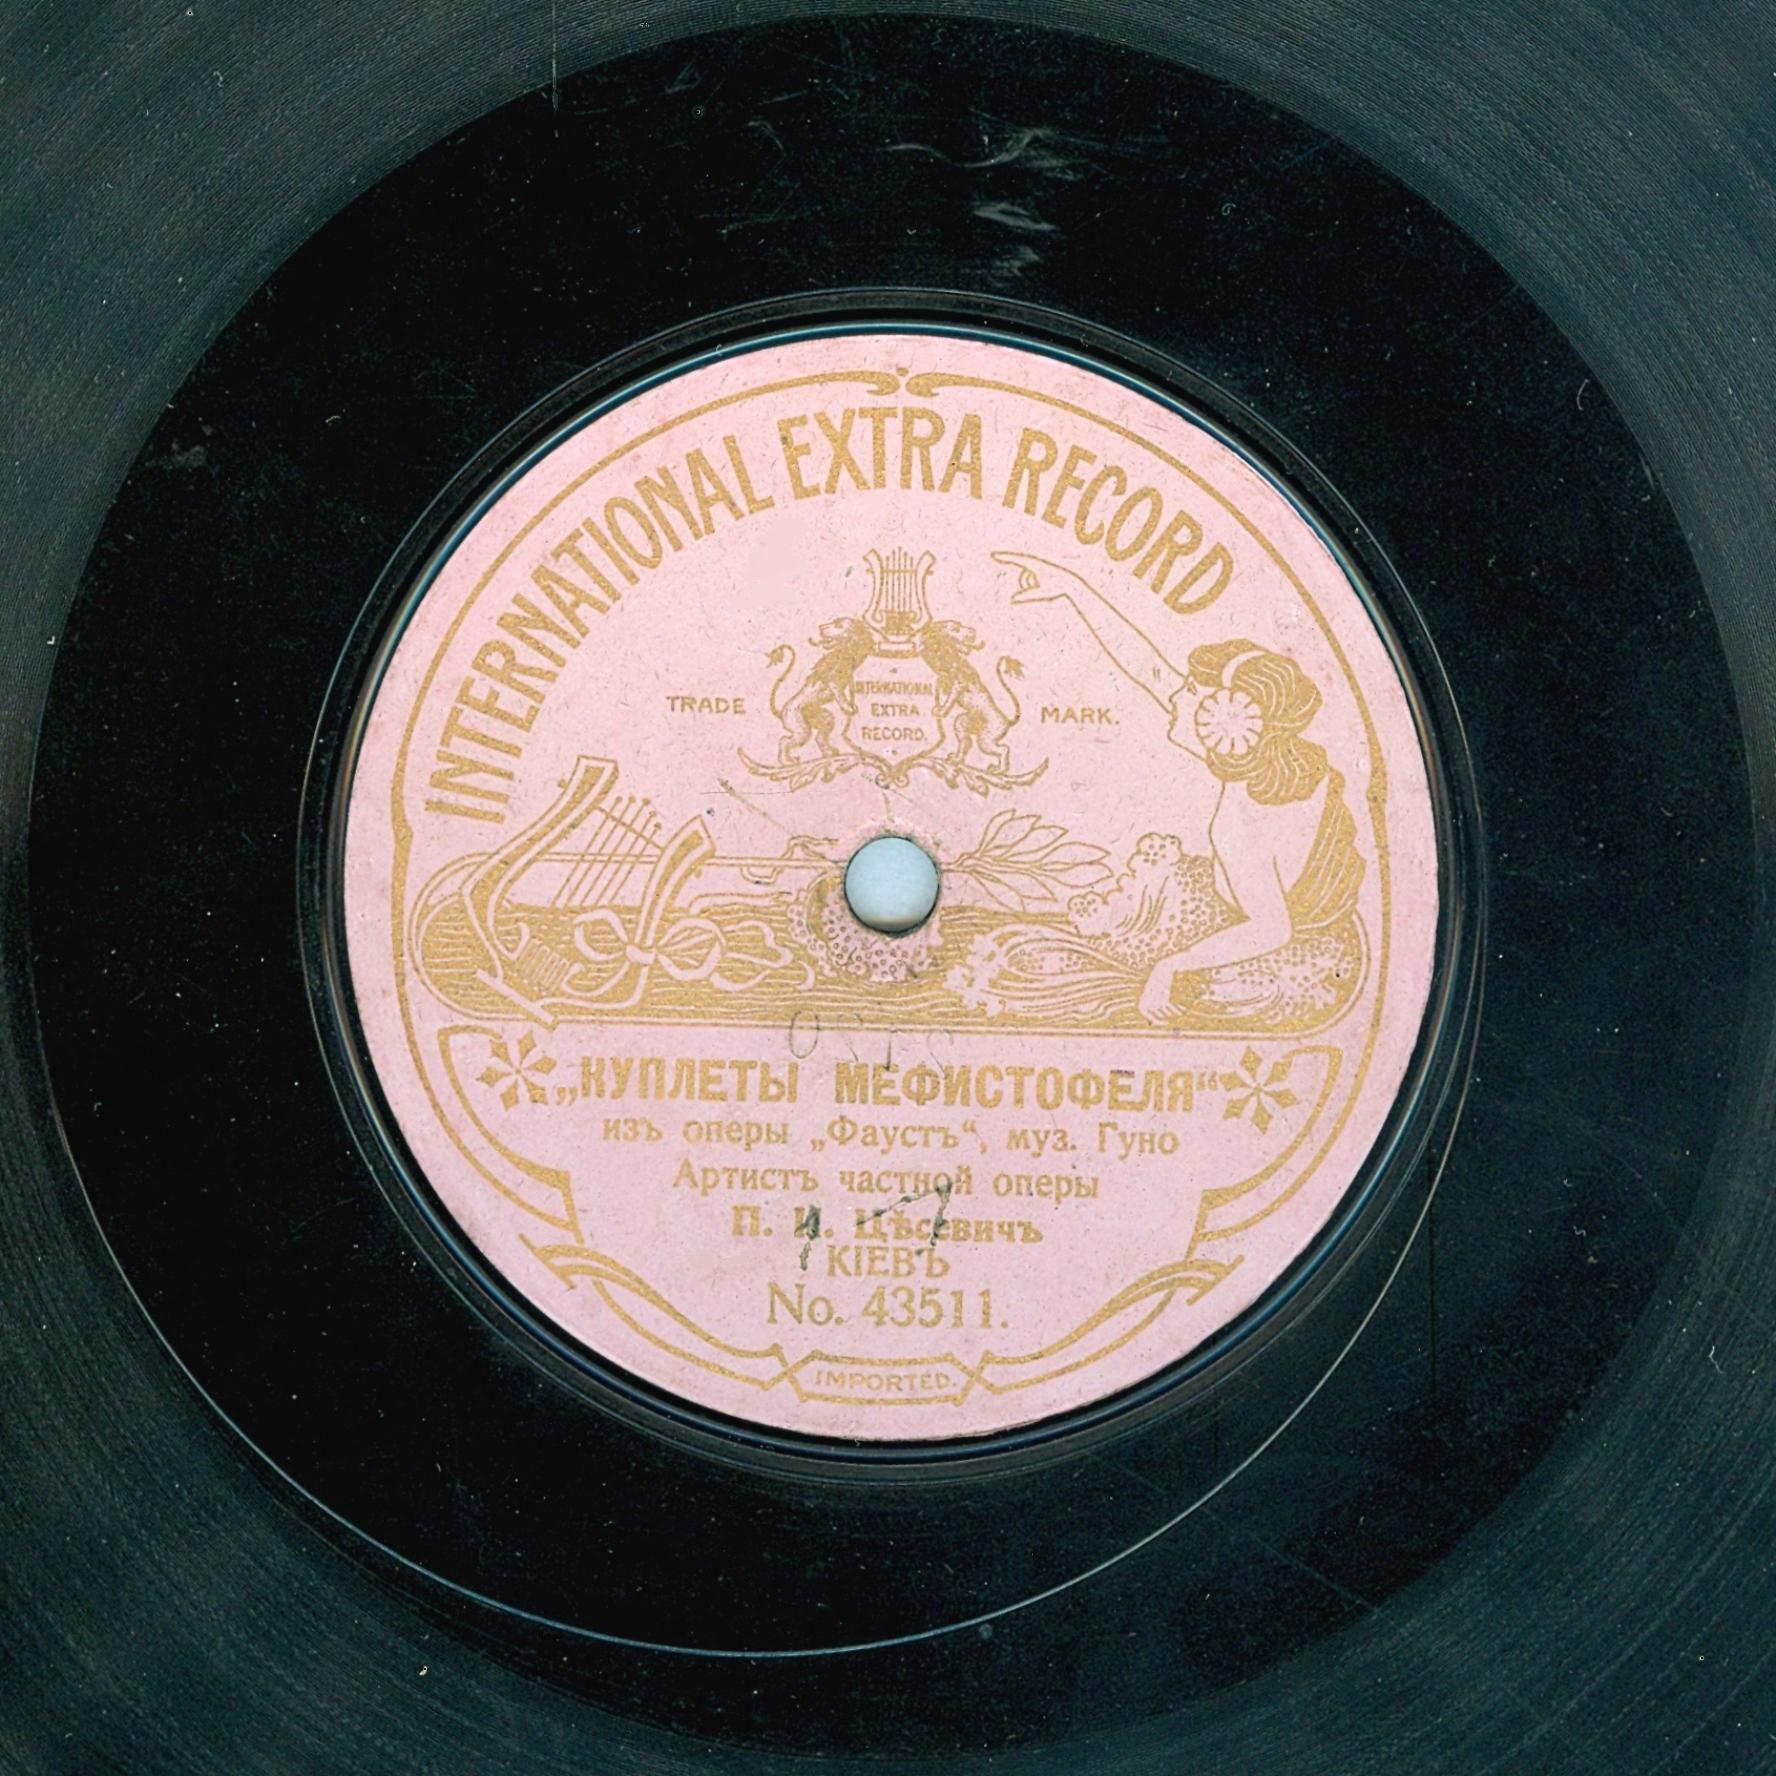 INTERNATIONAL EXTRA RECORD
TRADE MARK.
INTERNATIONAL
EXTRA
RECORD.
„КУПЛЕТЫ МЕФИСТОФЕЛЯ“
изъ оперы „Фаустъ“, муз. Гуно
Артистъ частной оперы
П. И. Цѣсевичъ
КІЕВЪ
No. 43511.
IMPORTED.